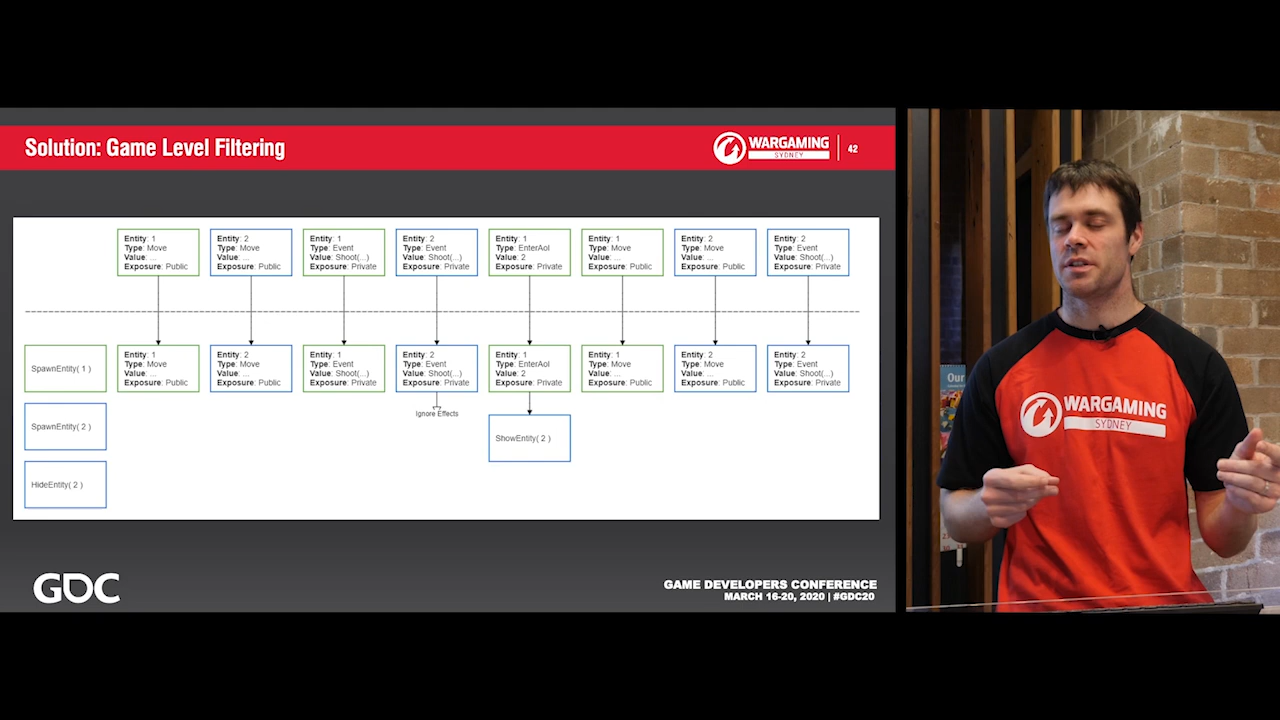 Solution: Game Level Filtering
WARGAMING
SYDNEY
42
Entity: 1
Type: Move
Value: ...
Exposure: Public
Entity: 2
Type: Move
Value: ...
Exposure: Public
Entity: 1
Type: Event
Value: Shoot(...)
Exposure: Private
Entity: 2
Type: Event
Value: Shoot(...)
Exposure: Private
Entity: 1
Type: EnterAoI
Value: 2
Exposure: Private
Entity: 1
Type: Move
Value: ...
Exposure: Public
Entity: 2
Type: Move
Value: ...
Exposure: Public
Entity: 2
Type: Event
Value: Shoot(...)
Exposure: Private
SpawnEntity( 1 )
Entity: 1
Type: Move
Value: ...
Exposure: Public
Entity: 2
Type: Move
Value: ...
Exposure: Public
Entity: 1
Type: Event
Value: Shoot(...)
Exposure: Private
Entity: 2
Type: Event
Value: Shoot(...)
Exposure: Private
Entity: 1
Type: EnterAoI
Value: 2
Exposure: Private
Entity: 1
Type: Move
Value: ...
Exposure: Public
Entity: 2
Type: Move
Value: ...
Exposure: Public
Entity: 2
Type: Event
Value: Shoot(...)
Exposure: Private
SpawnEntity( 2 )
Ignore Effects
ShowEntity( 2 )
HideEntity( 2 )
GDC
GAME DEVELOPERS CONFERENCE
MARCH 16-20, 2020 | #GDC20
Our
WARGAMING
SYDNEY